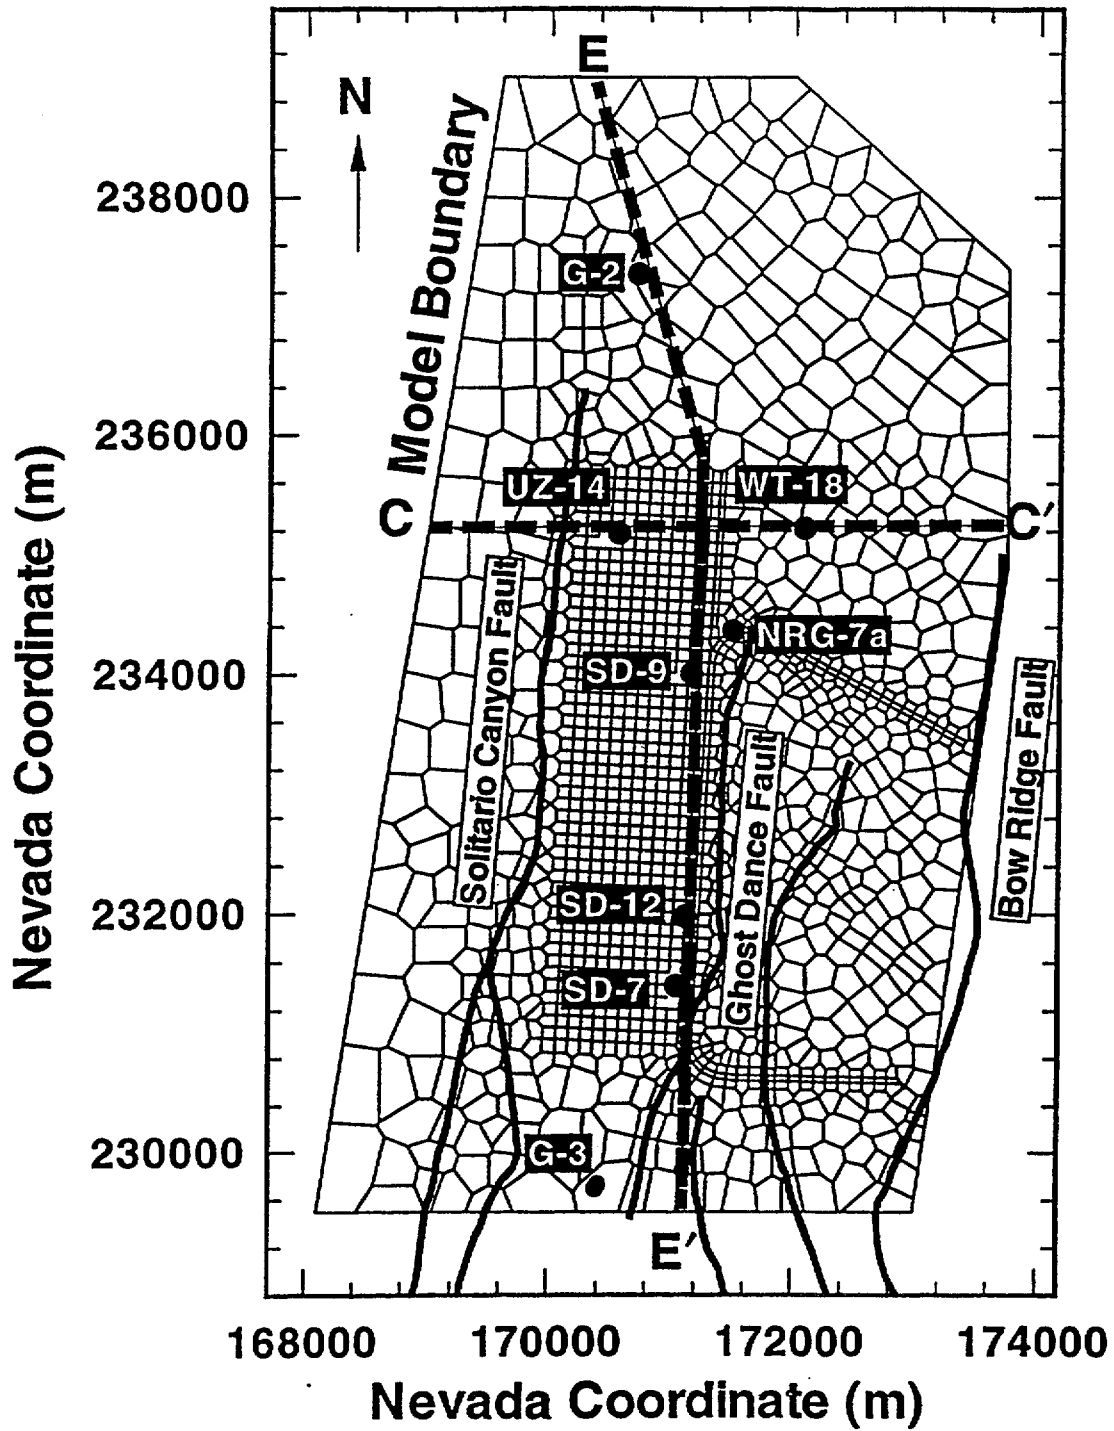 E
N
Model Boundary
238000
G-2
236000
UZ-14
WT-18
C
C′
Solitario Canyon Fault
NRG-7a
SD-9
234000
Ghost Dance Fault
Bow Ridge Fault
SD-12
232000
SD-7
G-3
230000
E′
168000
170000
172000
174000
Nevada Coordinate (m)
Nevada Coordinate (m)